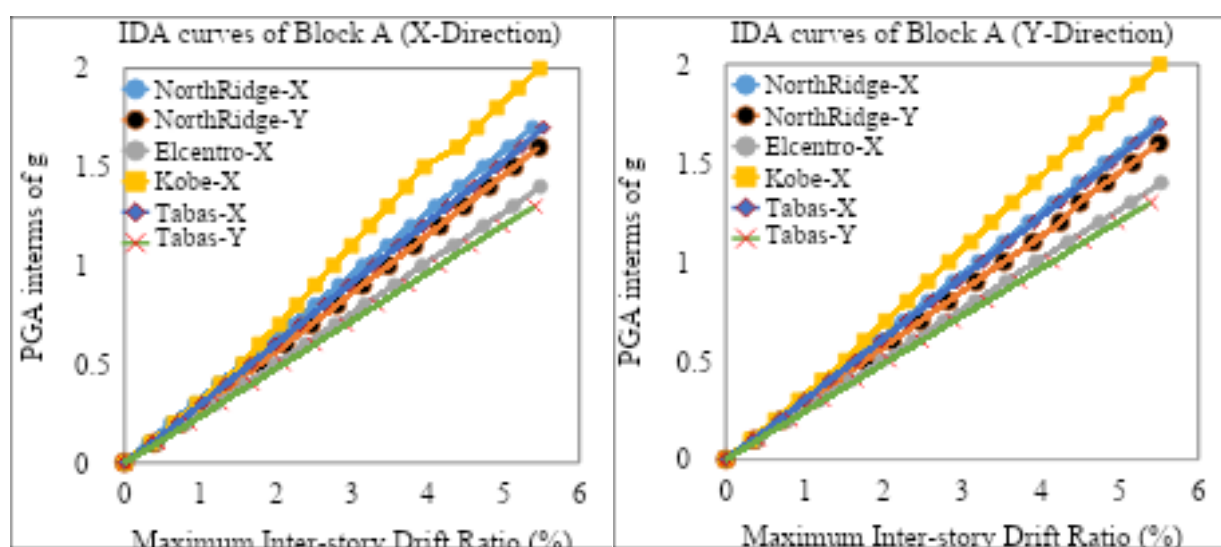 IDA curves of Block A (X-Direction)
2
1.5
1
0.5
0
NorthRidge-X
NorthRidge-Y
Elcentro-X
Kobe-X
Tabas-X
Tabas-Y
PGA interms of g
0 1 2 3 4 5 6
Maximum Inter-story Drift Ratio (%)
IDA curves of Block A (Y-Direction)
2
1.5
1
0.5
0
NorthRidge-X
NorthRidge-Y
Elcentro-X
Kobe-X
Tabas-X
Tabas-Y
PGA interms of g
0 1 2 3 4 5 6
Maximum Inter-story Drift Ratio (%)